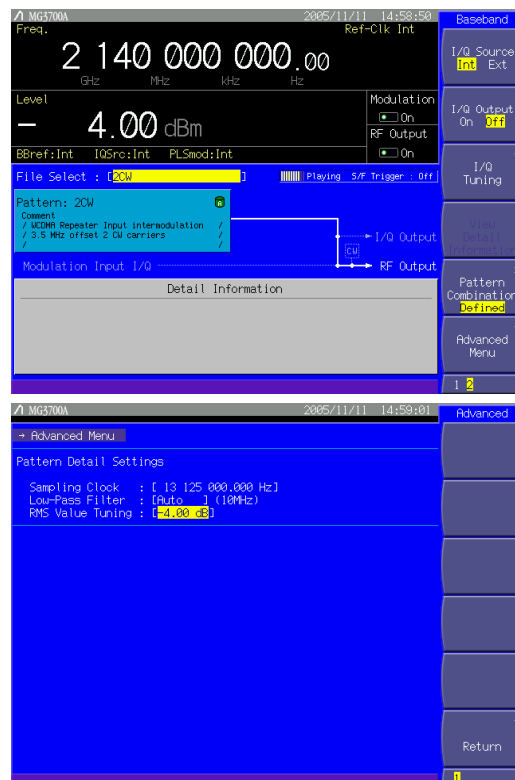 MG3700A 2005/11/11 14:58:50 Baseband
Freq. Ref-Clk Int
2 140 000 000.00
GHz MHz kHz Hz
I/Q Source
Int Ext
Level Modulation
- 4.00 dBm
On
RF Output
On
I/Q Output
On Off
BBref:Int IQSrc:Int PLSmod:Int
File Select : [2CW ] Playing S/F Trigger : Off
I/Q
Tuning
Pattern: 2CW A
Comment
/ WCDMA Repeater Input intermodulation /
/ 3.5 MHz offset 2 CW carriers /
/ /
I/Q Output
CW
Modulation Input I/Q RF Output
View
Detail
Information
Detail Information
Pattern
Combination
Defined
Advanced
Menu
1 2
MG3700A 2005/11/11 14:59:01 Advanced
→ Advanced Menu
Pattern Detail Settings
Sampling Clock : [ 13 125 000.000 Hz]
Low-Pass Filter : [Auto ] (10MHz)
RMS Value Tuning : [-4.00 dB]
Return
1